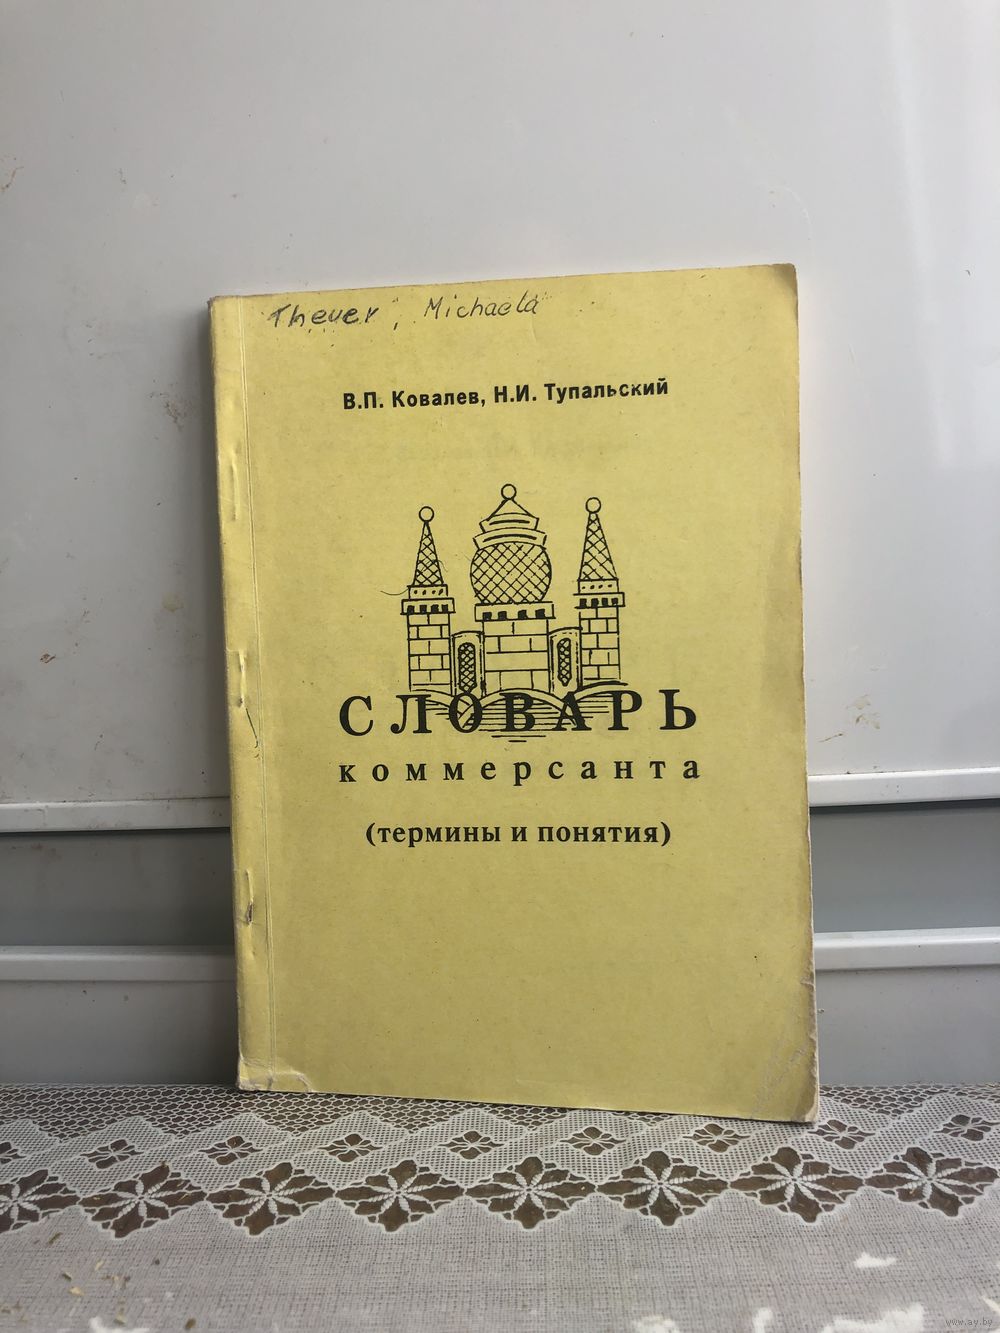 Theuer, Michaela
В.П. Ковалев, Н.И. Тупальский
СЛОВАРЬ
коммерсанта
(термины и понятия)
www.ay.by